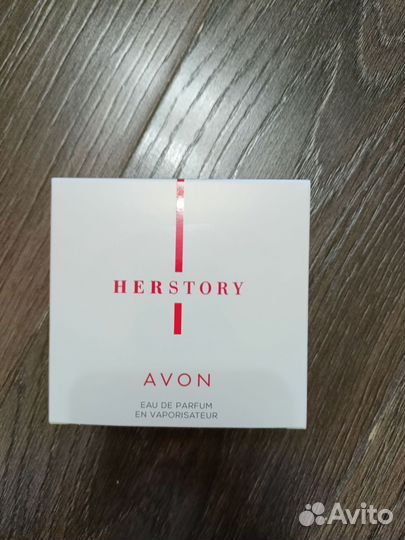 HERSTORY
AVON
EAU DE PARFUM
EN VAPORISATEUR
Avito